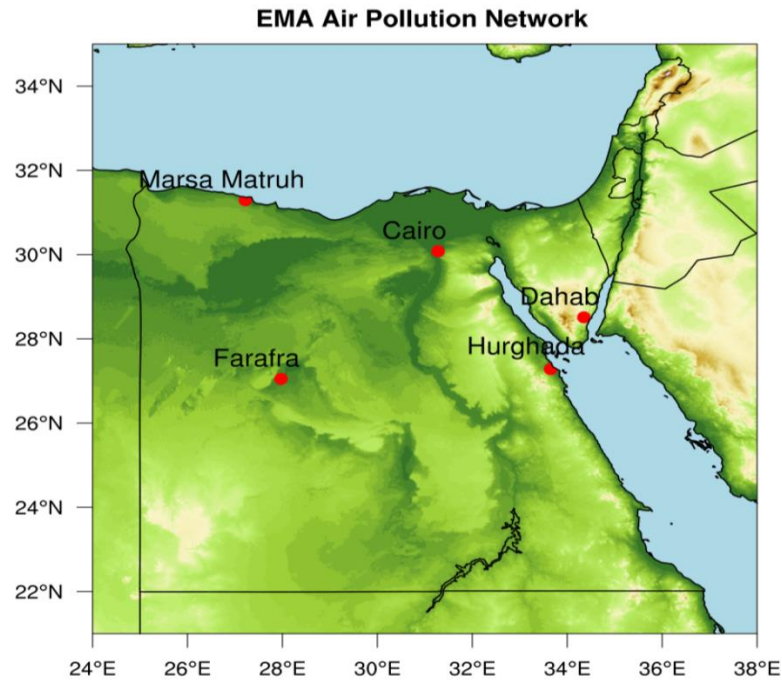 EMA Air Pollution Network
34°N
32°N
Marsa Matruh
30°N
Cairo
Dahab
28°N
Hurghada
Farafra
26°N
24°N
22°N
24°E 26°E 28°E 30°E 32°E 34°E 36°E 38°E